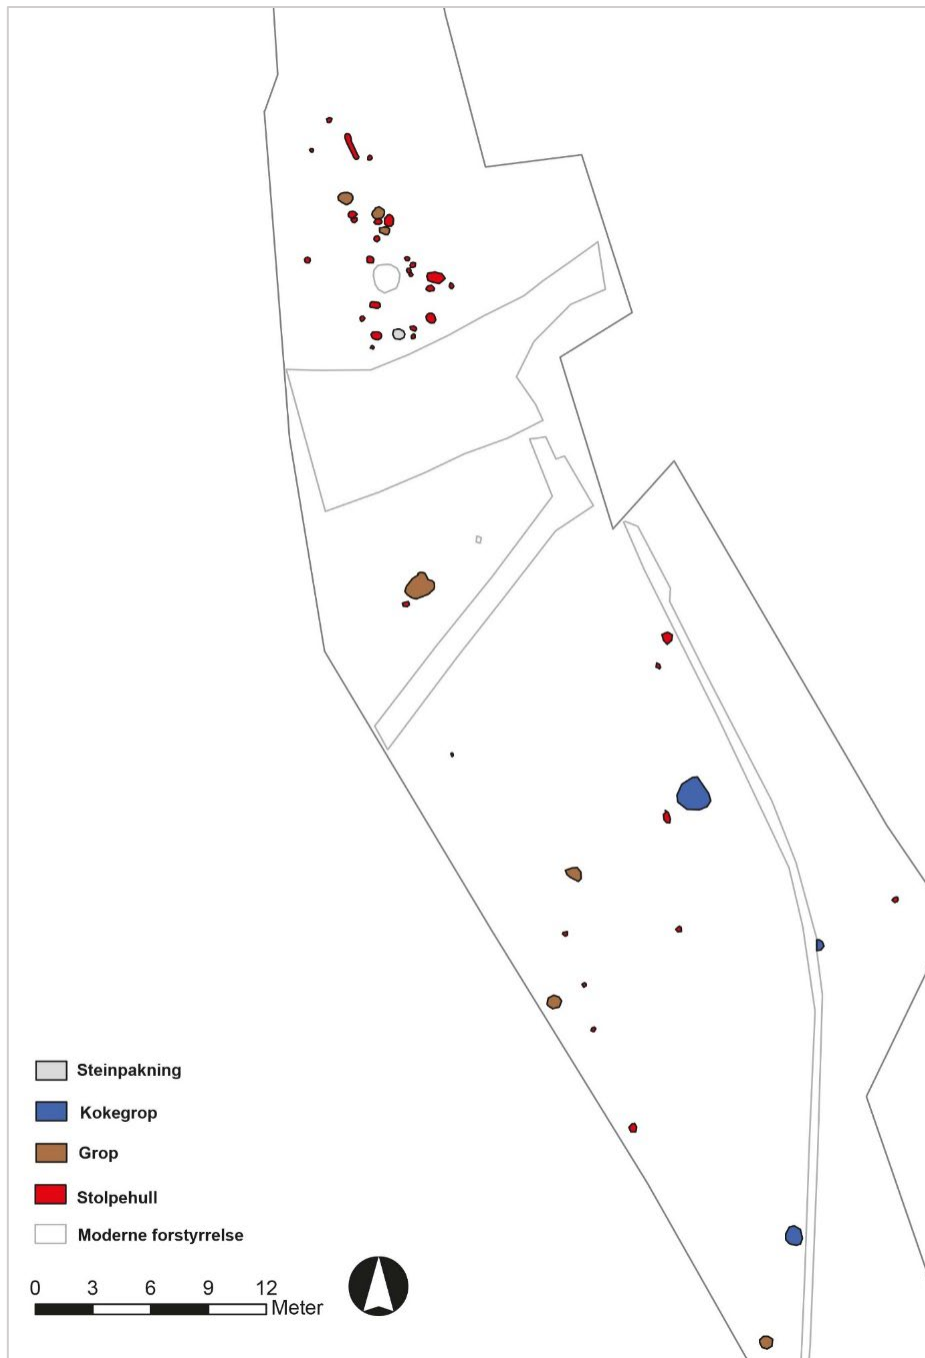 Steinpakning
Kokegrop
Grop
Stolpehull
Moderne forstyrrelse
0 3 6 9 12
Meter